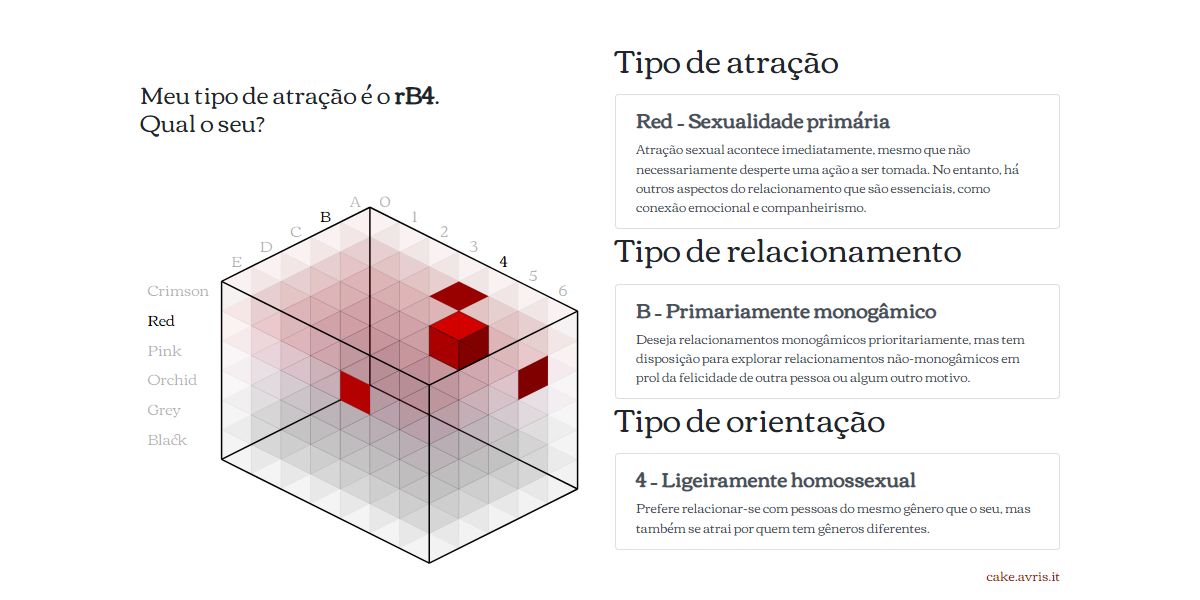 Meu tipo de atração é o rB4.
Qual o seu?
A
B
C
D
E
0
1
2
3
4
5
6
Crimson
Red
Pink
Orchid
Grey
Black
Tipo de atração
Red - Sexualidade primária
Atração sexual acontece imediatamente, mesmo que não
necessariamente desperte uma ação a ser tomada. No entanto, há
outros aspectos do relacionamento que são essenciais, como
conexão emocional e companheirismo.
Tipo de relacionamento
B - Primariamente monogâmico
Deseja relacionamentos monogâmicos prioritariamente, mas tem
disposição para explorar relacionamentos não-monogâmicos em
prol da felicidade de outra pessoa ou algum outro motivo.
Tipo de orientação
4 - Ligeiramente homossexual
Prefere relacionar-se com pessoas do mesmo gênero que o seu, mas
também se atrai por quem tem gêneros diferentes.
cake.avris.it